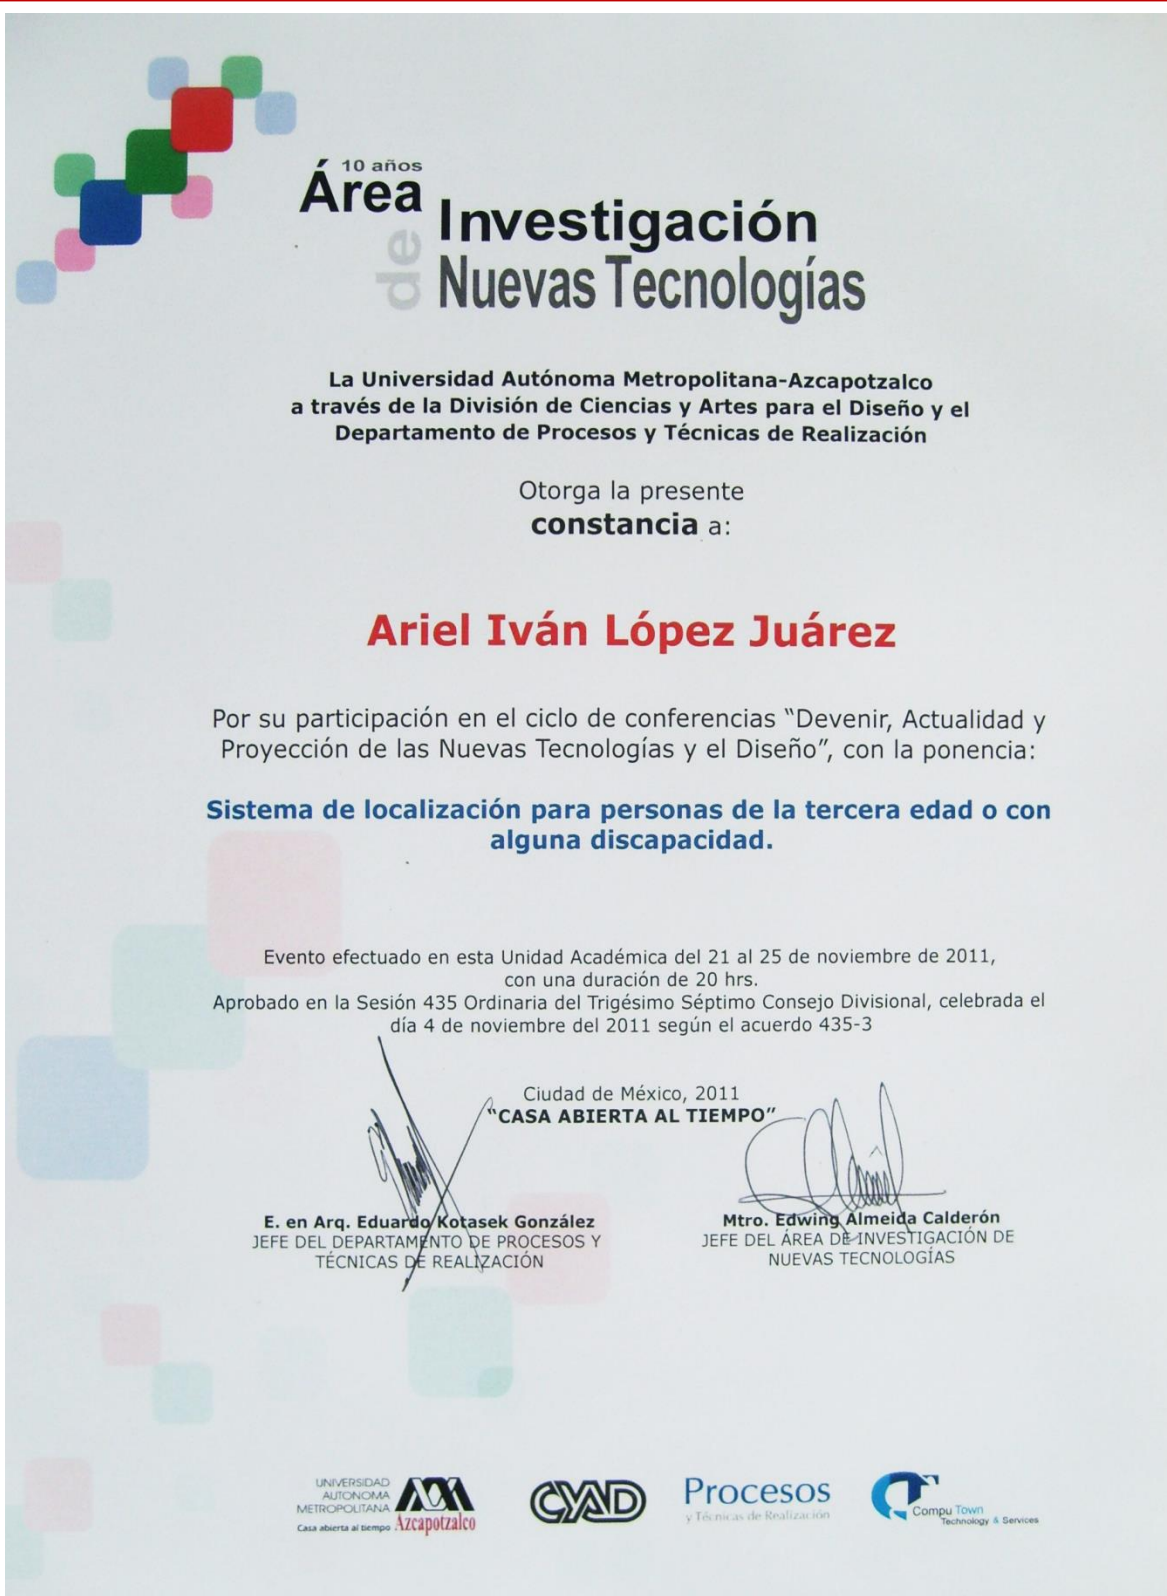 10 años
Área
de
Investigación
Nuevas Tecnologías
La Universidad Autónoma Metropolitana-Azcapotzalco
a través de la División de Ciencias y Artes para el Diseño y el
Departamento de Procesos y Técnicas de Realización
Otorga la presente
constancia a:
Ariel Iván López Juárez
Por su participación en el ciclo de conferencias “Devenir, Actualidad y
Proyección de las Nuevas Tecnologías y el Diseño”, con la ponencia:
Sistema de localización para personas de la tercera edad o con
alguna discapacidad.
Evento efectuado en esta Unidad Académica del 21 al 25 de noviembre de 2011,
con una duración de 20 hrs.
Aprobado en la Sesión 435 Ordinaria del Trigésimo Séptimo Consejo Divisional, celebrada el
día 4 de noviembre del 2011 según el acuerdo 435-3
Ciudad de México, 2011
“CASA ABIERTA AL TIEMPO”
E. en Arq. Eduardo Kotasek González
JEFE DEL DEPARTAMENTO DE PROCESOS Y
TÉCNICAS DE REALIZACIÓN
Mtro. Edwing Almeida Calderón
JEFE DEL ÁREA DE INVESTIGACIÓN DE
NUEVAS TECNOLOGÍAS
UNIVERSIDAD
AUTONOMA
METROPOLITANA
Casa abierta al tiempo Azcapotzalco
CYAD
Procesos
y Técnicas de Realización
Compu Town
Technology & Services